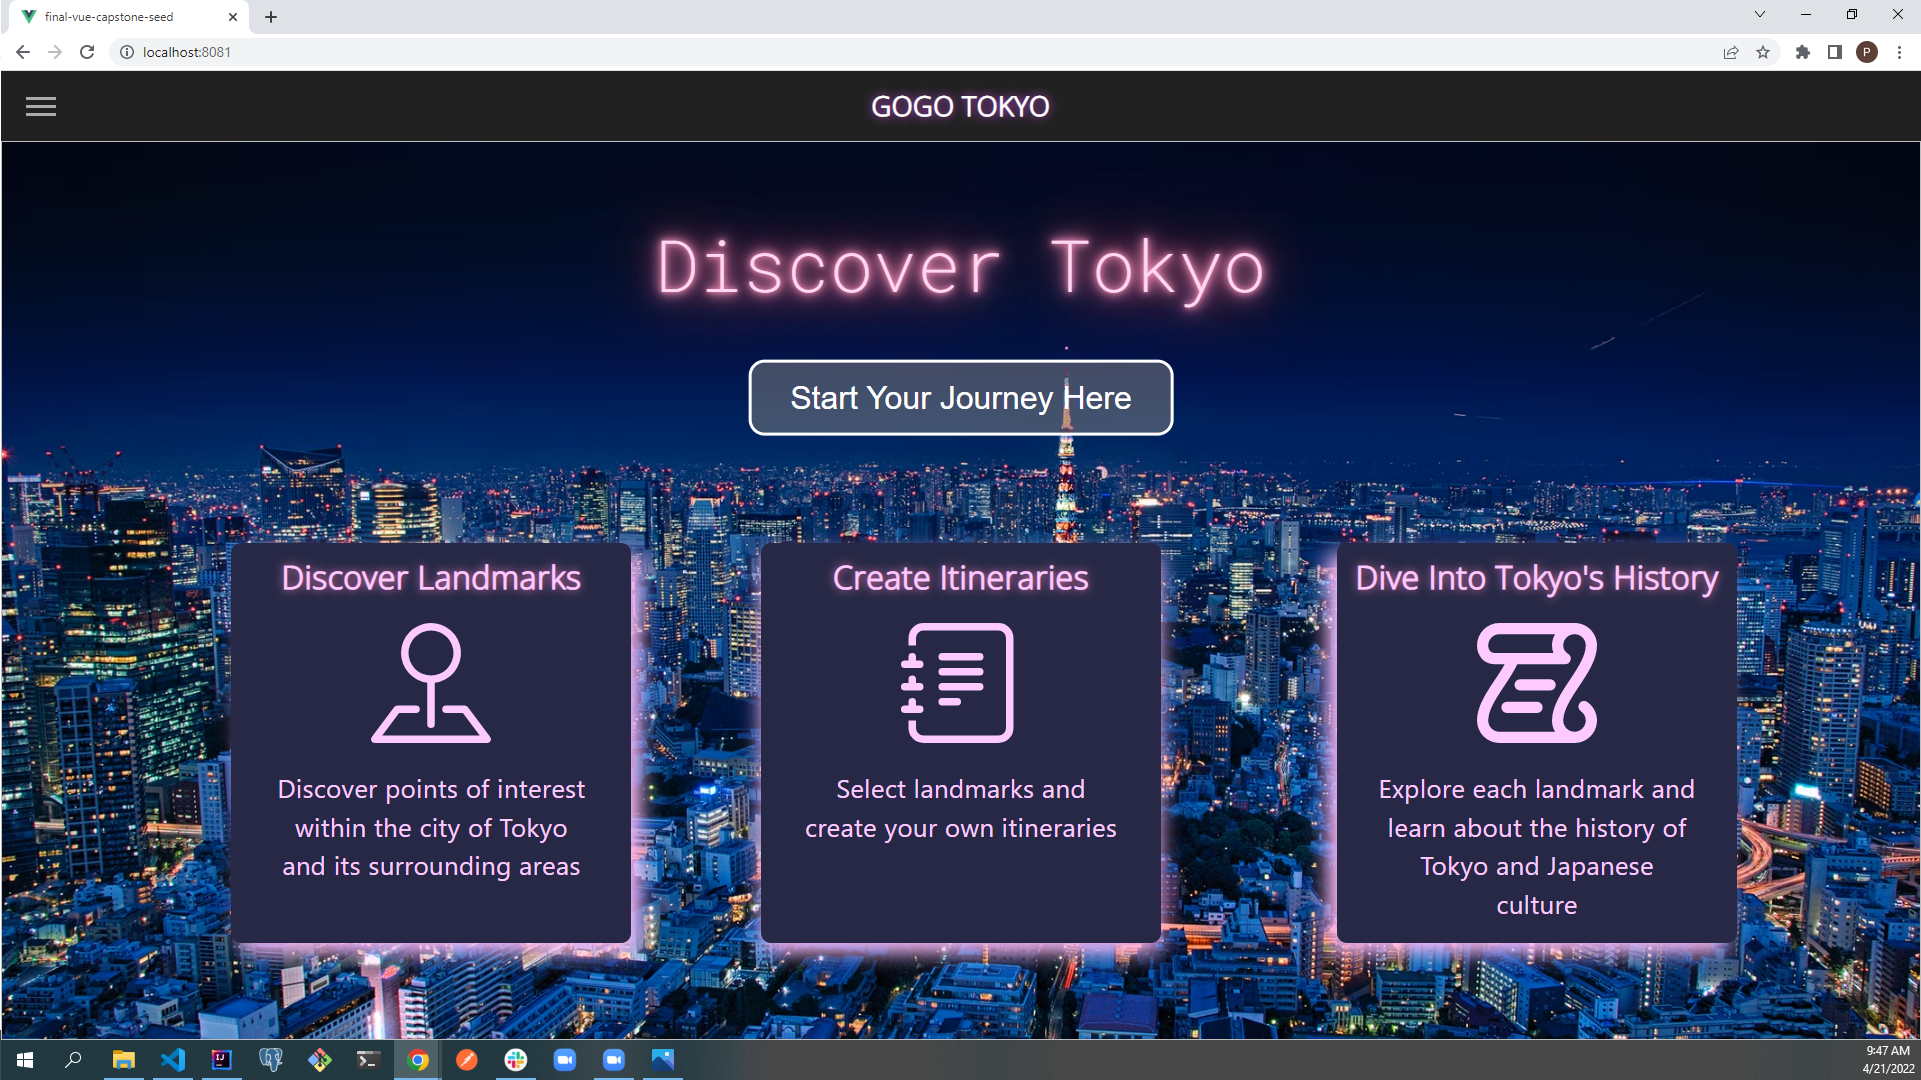 final-vue-capstone-seed
localhost:8081
P
GOGO TOKYO
Discover Tokyo
Start Your Journey Here
Discover Landmarks
Discover points of interest
within the city of Tokyo
and its surrounding areas
Create Itineraries
Select landmarks and
create your own itineraries
Dive Into Tokyo's History
Explore each landmark and
learn about the history of
Tokyo and Japanese
culture
IJ
9:47 AM
4/21/2022